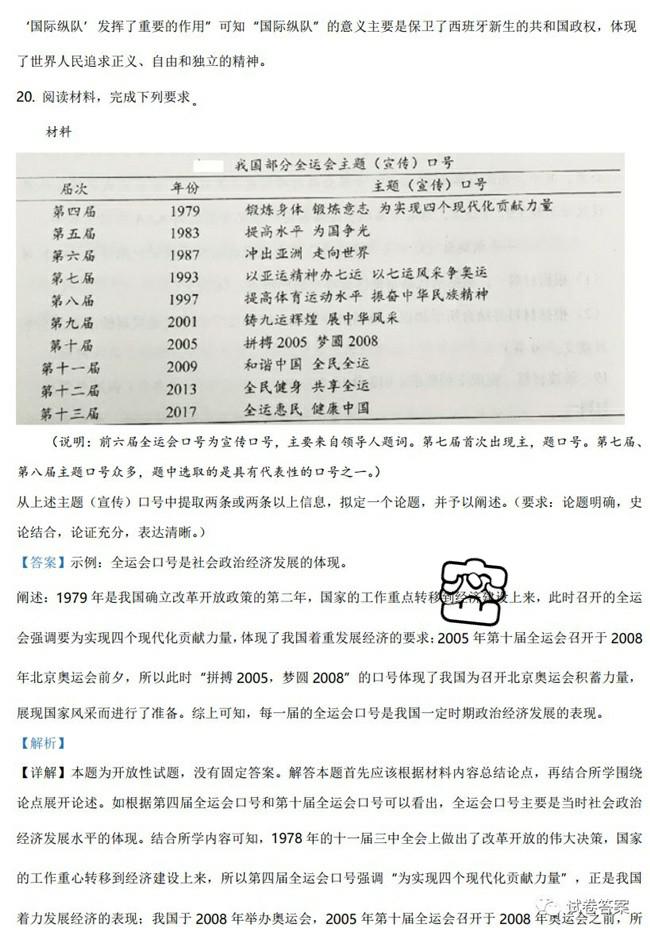 ‘国际纵队’发挥了重要的作用”可知“国际纵队”的意义主要是保卫了西班牙新生的共和国政权，体现
了世界人民追求正义、自由和独立的精神。
20. 阅读材料，完成下列要求。
材料
我国部分全运会主题（宣传）口号
届次 年份 主题（宣传）口号
第四届 1979 锻炼身体 锻炼意志 为实现四个现代化贡献力量
第五届 1983 提高水平 为国争光
第六届 1987 冲出亚洲 走向世界
第七届 1993 以亚运精神办七运 以七运风采争奥运
第八届 1997 提高体育运动水平 振奋中华民族精神
第九届 2001 铸九运辉煌 展中华风采
第十届 2005 拼搏2005 梦圆2008
第十一届 2009 和谐中国 全民全运
第十二届 2013 全民健身 共享全运
第十三届 2017 全运惠民 健康中国
（说明：前六届全运会口号为宣传口号，主要来自领导人题词。第七届首次出现主，题口号。第七届、
第八届主题口号众多，题中选取的是具有代表性的口号之一。）
从上述主题（宣传）口号中提取两条或两条以上信息，拟定一个论题，并予以阐述。（要求：论题明确，史
论结合，论证充分，表达清晰。）
【答案】示例：全运会口号是社会政治经济发展的体现。
阐述：1979 年是我国确立改革开放政策的第二年，国家的工作重点转移到经济建设上来，此时召开的全运
会强调要为实现四个现代化贡献力量，体现了我国着重发展经济的要求；2005 年第十届全运会召开于 2008
年北京奥运会前夕，所以此时“拼搏 2005，梦圆 2008”的口号体现了我国为召开北京奥运会积蓄力量，
展现国家风采而进行了准备。综上可知，每一届的全运会口号是我国一定时期政治经济发展的表现。
【解析】
【详解】本题为开放性试题，没有固定答案。解答本题首先应该根据材料内容总结论点，再结合所学围绕
论点展开论述。如根据第四届全运会口号和第十届全运会口号可以看出，全运会口号主要是当时社会政治
经济发展水平的体现。结合所学内容可知，1978 年的十一届三中全会上做出了改革开放的伟大决策，国家
的工作重心转移到经济建设上来，所以第四届全运会口号强调“为实现四个现代化贡献力量”，正是我国
着力发展经济的表现；我国于 2008 年举办奥运会，2005 年第十届全运会召开于 2008 年奥运会之前，所
试卷答案